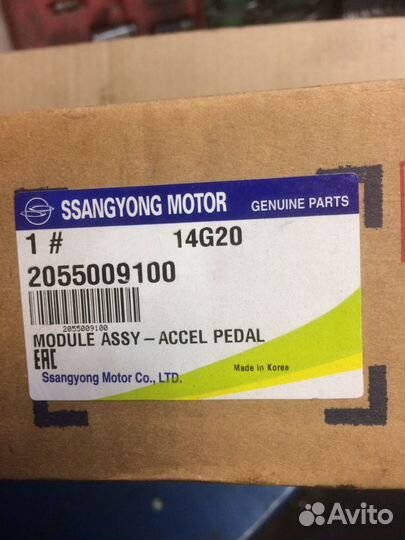 SSANGYONG MOTOR GENUINE PARTS
1 # 14G20
2055009100
2055009100
MODULE ASSY – ACCEL PEDAL
EAC Made in Korea
Ssangyong Motor Co., LTD.
Avito